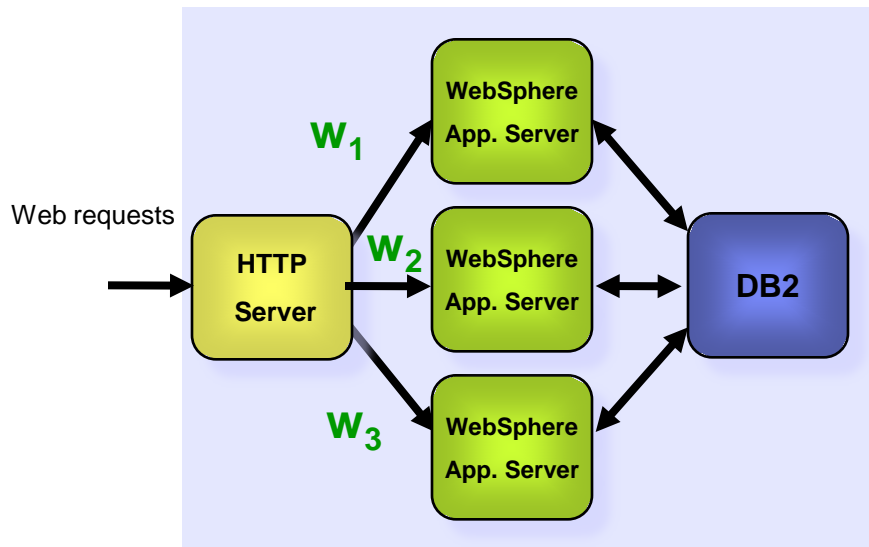 WebSphere
App. Server
w1
Web requests
HTTP
Server
w2
WebSphere
App. Server
DB2
w3
WebSphere
App. Server